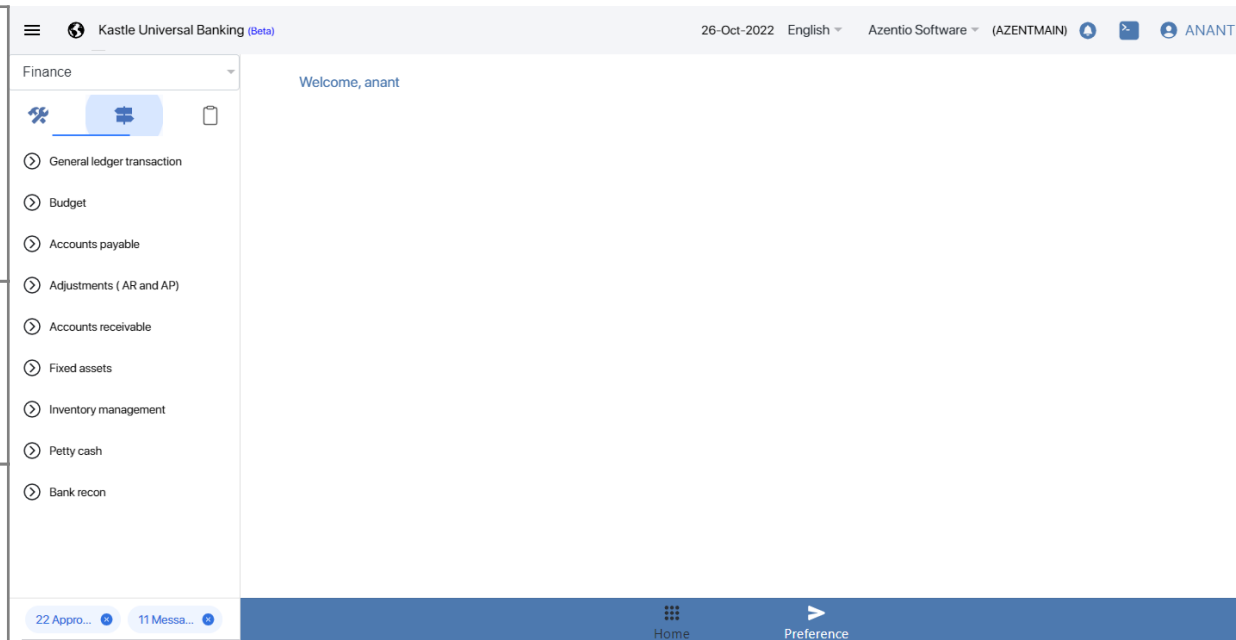 Kastle Universal Banking (Beta) 26-Oct-2022 English Azentio Software (AZENTMAIN) ANANT
Finance
Welcome, anant
General ledger transaction
Budget
Accounts payable
Adjustments ( AR and AP)
Accounts receivable
Fixed assets
Inventory management
Petty cash
Bank recon
22 Appro... 11 Messa...
Home Preference